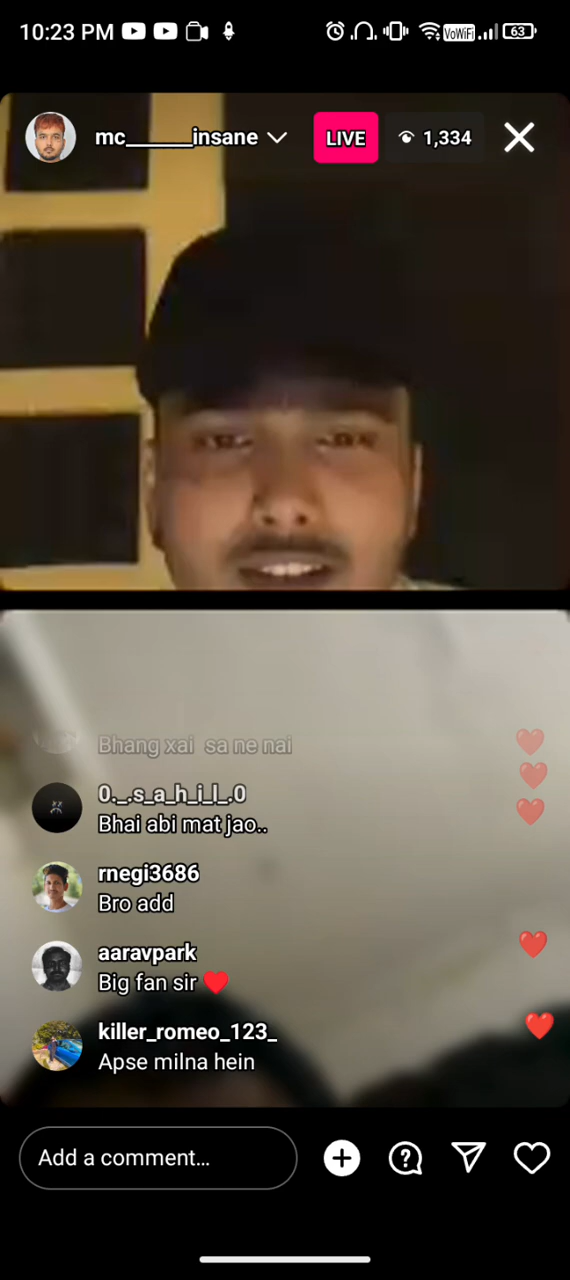 10:23 PM VoWiFi 63
mc______insane LIVE 1,334
Bhang xai sa ne nai
0._.s_a_h_i_l_.0
Bhai abi mat jao..
rnegi3686
Bro add
aaravpark
Big fan sir ❤️
killer_romeo_123_
Apse milna hein
Add a comment...